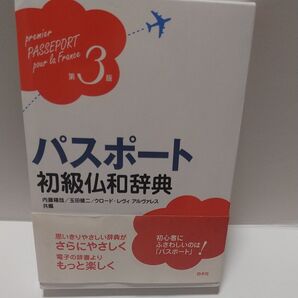 premier
PASSEPORT
pour la France
第3版
パスポート
初級仏和辞典
内藤陽哉/玉田健二/クロード・レヴィ アルヴァレス
共編
思いきりやさしい辞典が
さらにやさしく
電子の辞書より
もっと楽しく
初心者に
ふさわしいのは
「パスポート」!
白水社